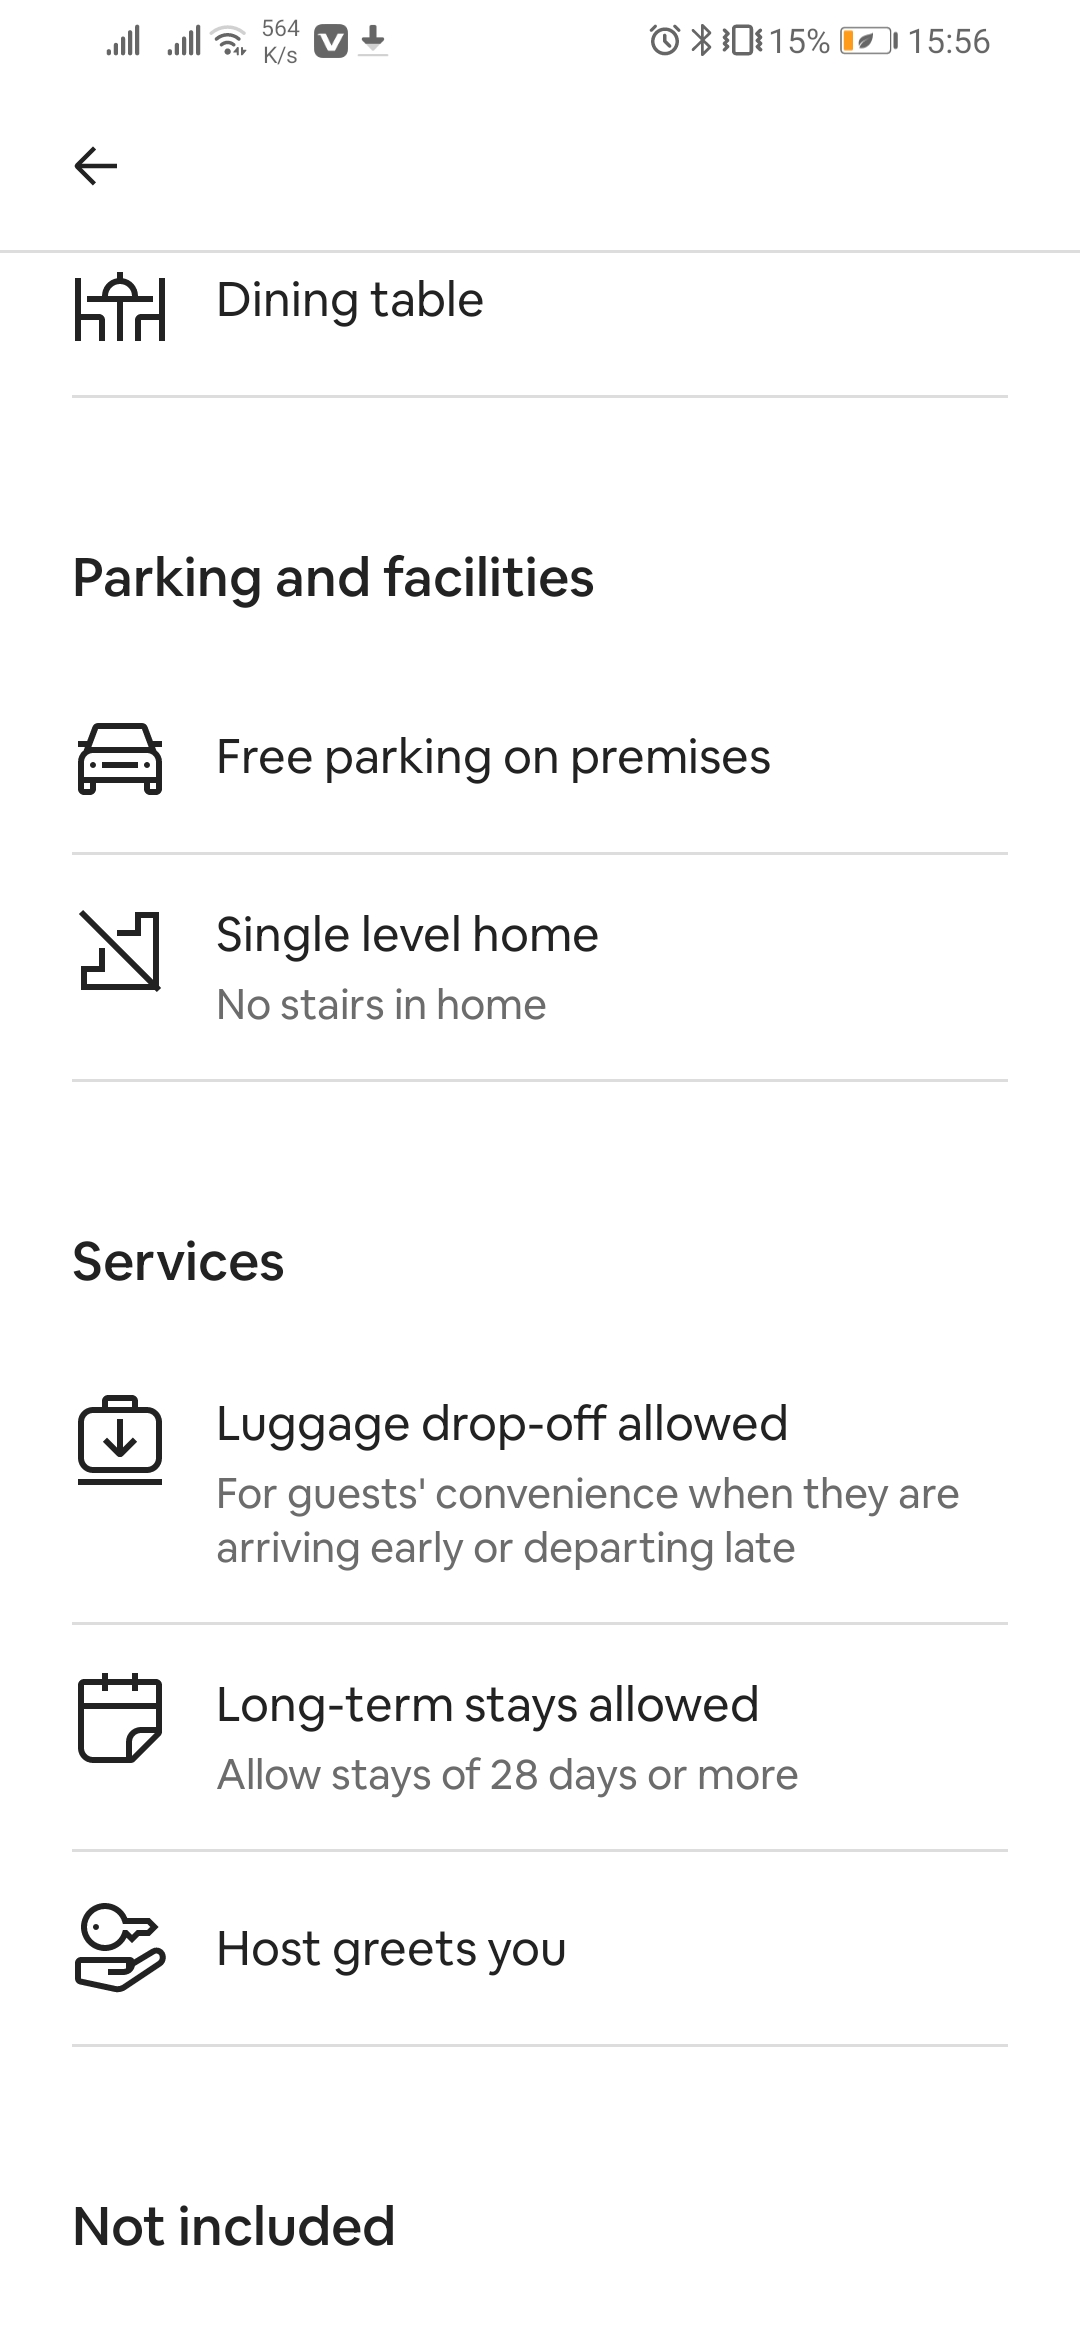 564
K/s
15%
15:56
Dining table
Parking and facilities
Free parking on premises
Single level home
No stairs in home
Services
Luggage drop-off allowed
For guests' convenience when they are
arriving early or departing late
Long-term stays allowed
Allow stays of 28 days or more
Host greets you
Not included